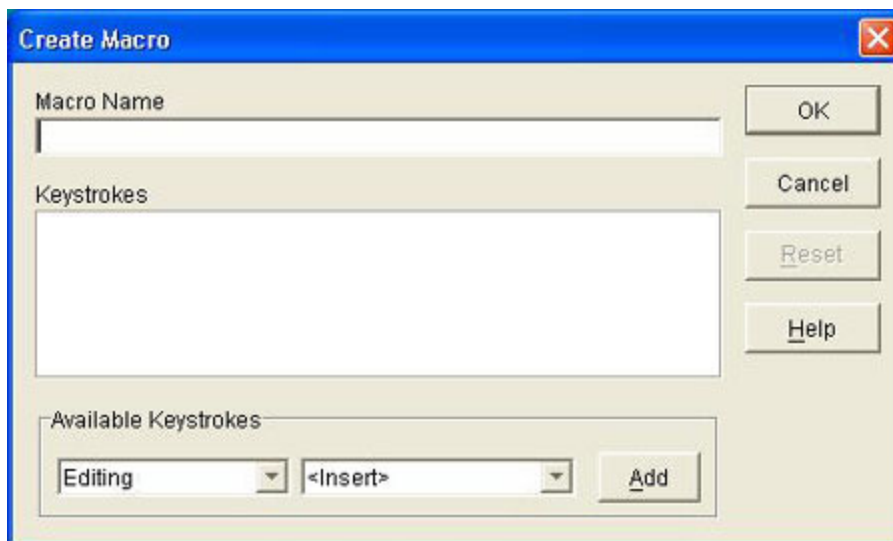 Create Macro
Macro Name
OK
Cancel
Keystrokes
Reset
Help
Available Keystrokes
Editing
<Insert>
Add